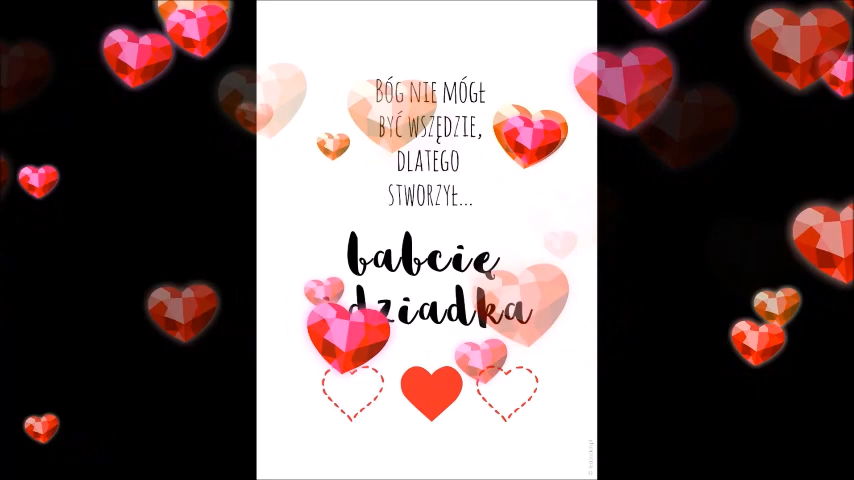 BÓG NIE MÓGŁ
BYĆ WSZĘDZIE,
DLATEGO
STWORZYŁ...
babcię
dziadka